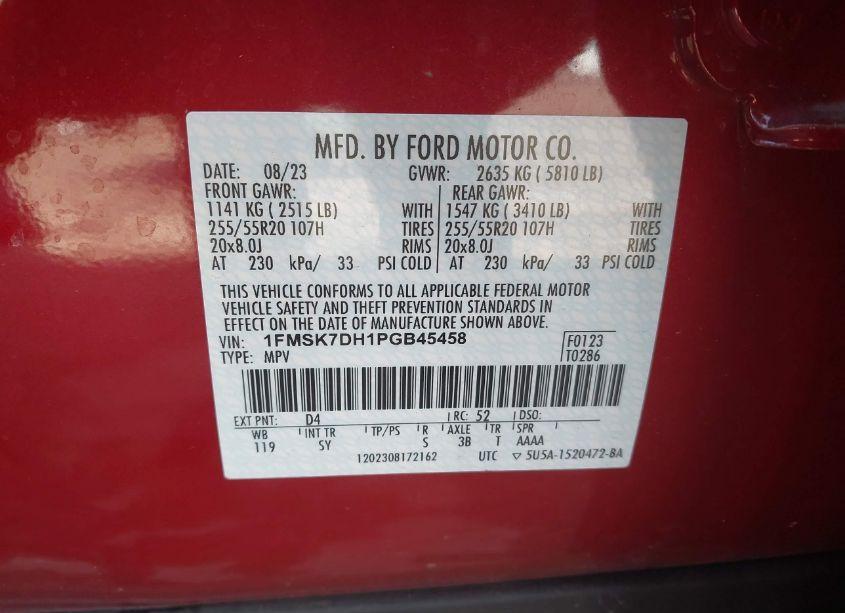 MFD. BY FORD MOTOR CO.
DATE: 08/23 GVWR: 2635 KG ( 5810 LB)
FRONT GAWR: REAR GAWR:
1141 KG ( 2515 LB) WITH 1547 KG ( 3410 LB) WITH
255/55R20 107H TIRES 255/55R20 107H TIRES
20x8.0J RIMS 20x8.0J RIMS
AT 230 kPa/ 33 PSI COLD AT 230 kPa/ 33 PSI COLD
THIS VEHICLE CONFORMS TO ALL APPLICABLE FEDERAL MOTOR
VEHICLE SAFETY AND THEFT PREVENTION STANDARDS IN
EFFECT ON THE DATE OF MANUFACTURE SHOWN ABOVE.
VIN: 1FMSK7DH1PGB45458 F0123
TYPE: MPV T0286
EXT PNT: D4 RC: 52 DSO:
WB INT TR TP/PS R AXLE TR SPR
119 SY S 3B T AAAA
1202308172162 UTC ▽ 5U5A-1520472-BA